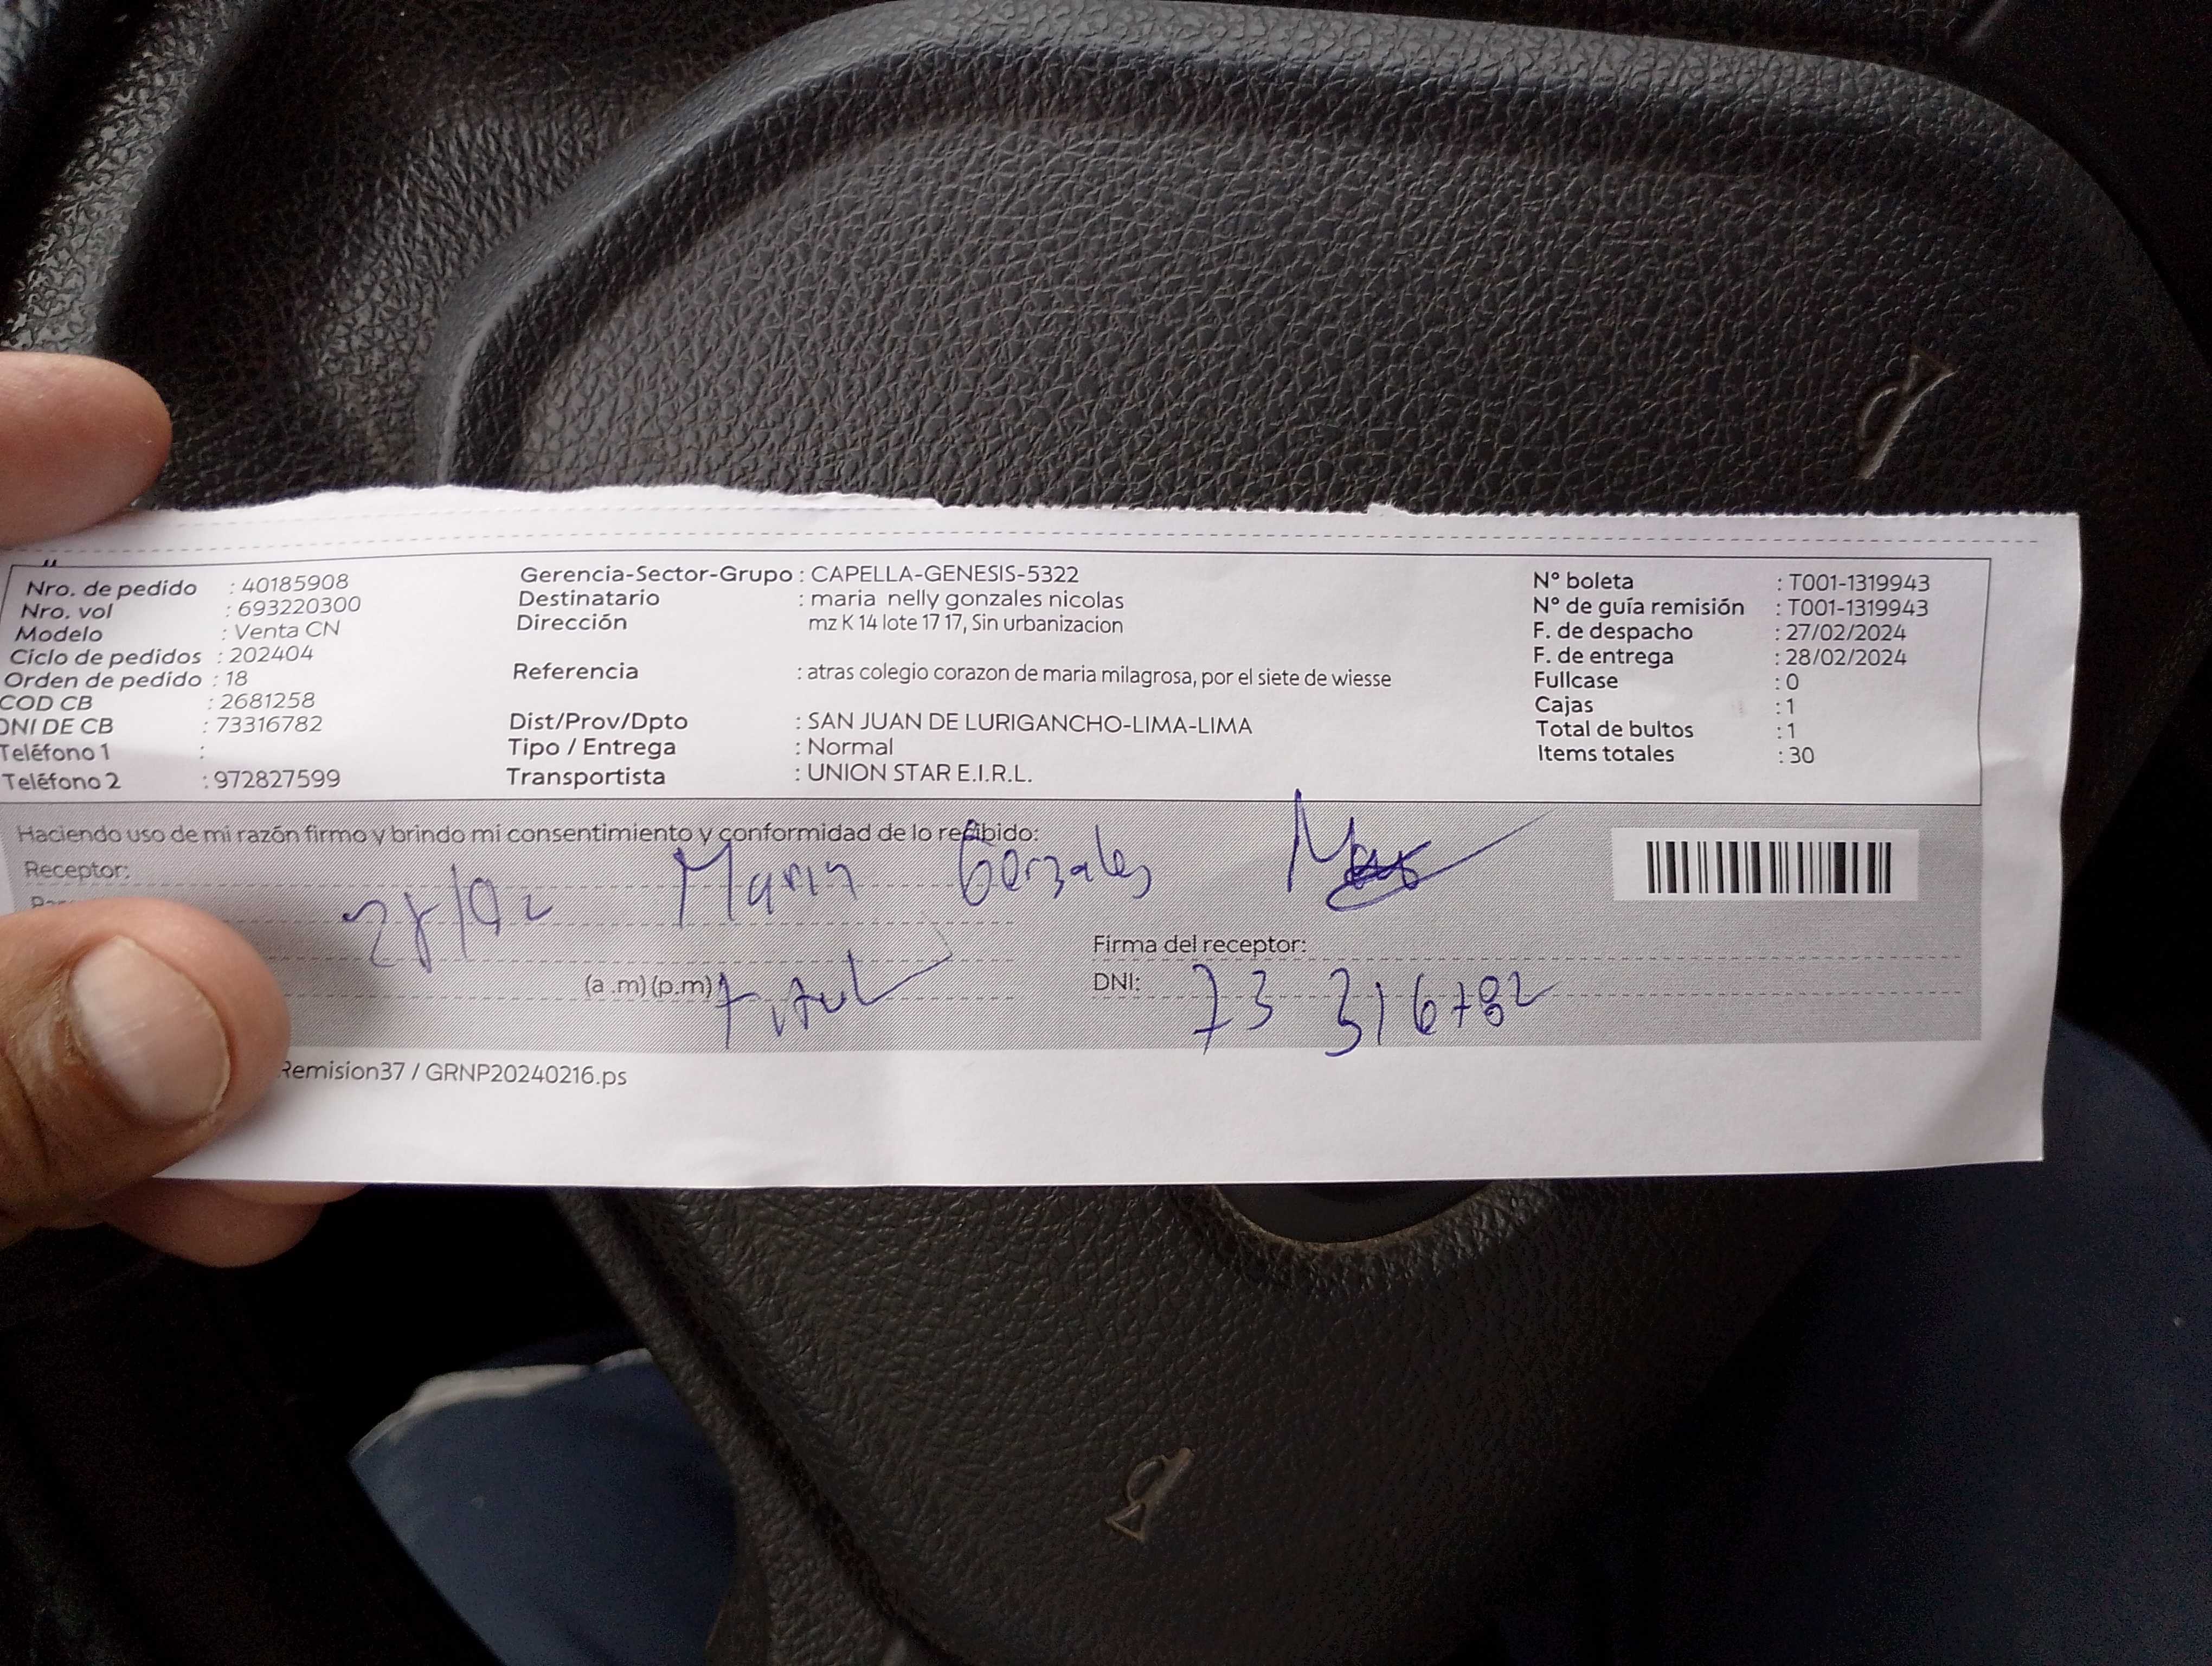 Nro. de pedido : 40185908
Nro. vol : 693220300
Modelo : Venta CN
Ciclo de pedidos : 202404
Orden de pedido : 18
COD CB : 2681258
DNI DE CB : 73316782
Teléfono 1 :
Teléfono 2 : 972827599
Gerencia-Sector-Grupo : CAPELLA-GENESIS-5322
Destinatario : maria nelly gonzales nicolas
Dirección mz K 14 lote 17 17, Sin urbanizacion
Referencia : atras colegio corazon de maria milagrosa, por el siete de wiesse
Dist/Prov/Dpto : SAN JUAN DE LURIGANCHO-LIMA-LIMA
Tipo / Entrega : Normal
Transportista : UNION STAR E.I.R.L.
N° boleta : T001-1319943
N° de guía remisión : T001-1319943
F. de despacho : 27/02/2024
F. de entrega : 28/02/2024
Fullcase : 0
Cajas : 1
Total de bultos : 1
Items totales : 30
Haciendo uso de mi razón firmo y brindo mi consentimiento y conformidad de lo recibido:
Receptor:
28/02 Maria Gonzales
Firma del receptor:
(a .m) (p.m)
DNI: 73 316782
Remision37 / GRNP20240216.ps